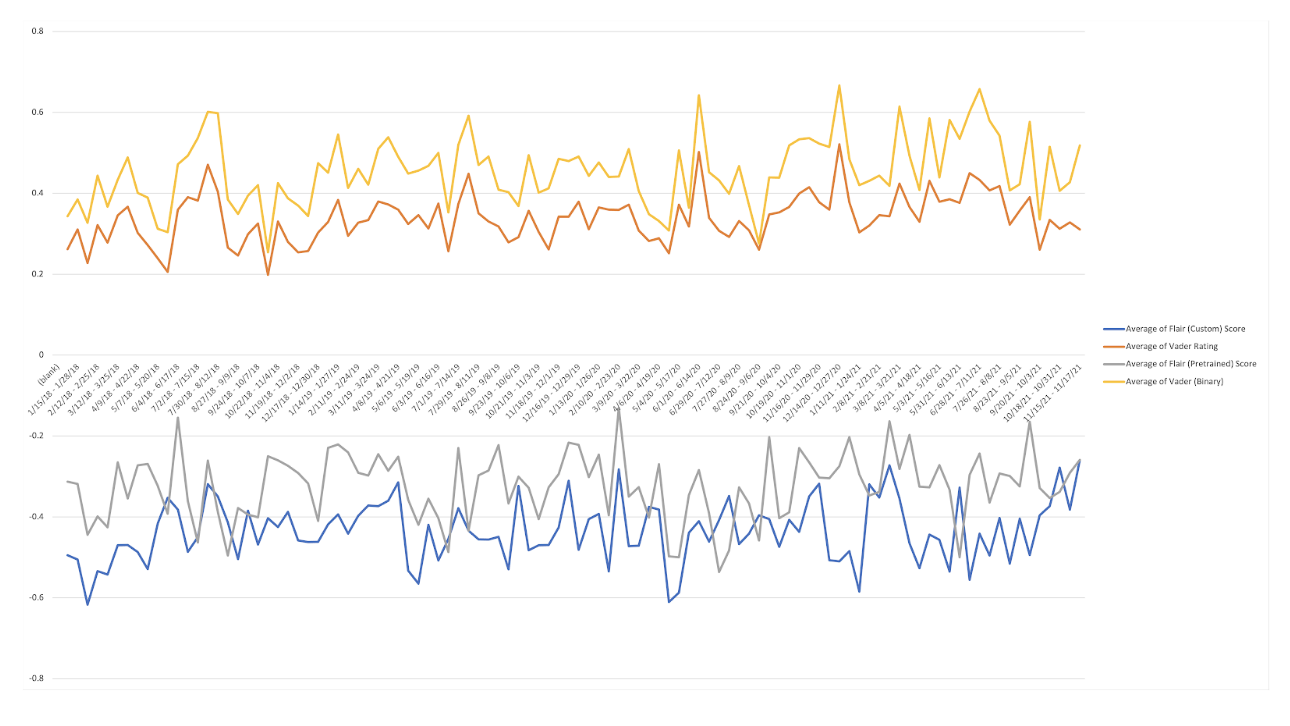 0.8
0.6
0.4
0.2
0
-0.2
-0.4
-0.6
-0.8
(blank)
1/15/18 - 1/28/18
2/12/18 - 2/25/18
3/12/18 - 3/25/18
4/9/18 - 4/22/18
5/7/18 - 5/20/18
6/4/18 - 6/17/18
7/2/18 - 7/15/18
7/30/18 - 8/12/18
8/27/18 - 9/9/18
9/24/18 - 10/7/18
10/22/18 - 11/4/18
11/19/18 - 12/2/18
12/17/18 - 12/30/18
1/14/19 - 1/27/19
2/11/19 - 2/24/19
3/11/19 - 3/24/19
4/8/19 - 4/21/19
5/6/19 - 5/19/19
6/3/19 - 6/16/19
7/1/19 - 7/14/19
7/29/19 - 8/11/19
8/26/19 - 9/8/19
9/23/19 - 10/6/19
10/21/19 - 11/3/19
11/18/19 - 12/1/19
12/16/19 - 12/29/19
1/13/20 - 1/26/20
2/10/20 - 2/23/20
3/9/20 - 3/22/20
4/6/20 - 4/19/20
5/4/20 - 5/17/20
6/1/20 - 6/14/20
6/29/20 - 7/12/20
7/27/20 - 8/9/20
8/24/20 - 9/6/20
9/21/20 - 10/4/20
10/19/20 - 11/1/20
11/16/20 - 11/29/20
12/14/20 - 12/27/20
1/11/21 - 1/24/21
2/8/21 - 2/21/21
3/8/21 - 3/21/21
4/5/21 - 4/18/21
5/3/21 - 5/16/21
5/31/21 - 6/13/21
6/28/21 - 7/11/21
7/26/21 - 8/8/21
8/23/21 - 9/5/21
9/20/21 - 10/3/21
10/18/21 - 10/31/21
11/15/21 - 11/17/21
Average of Flair (Custom) Score
Average of Vader Rating
Average of Flair (Pretrained) Score
Average of Vader (Binary)